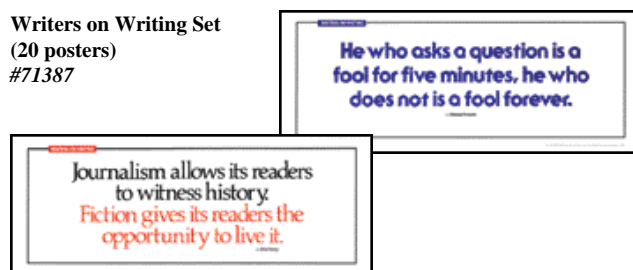 Writers on Writing Set
(20 posters)
#71387
He who asks a question is a
fool for five minutes, he who
does not is a fool forever.
Journalism allows its readers
to witness history.
Fiction gives its readers the
opportunity to live it.